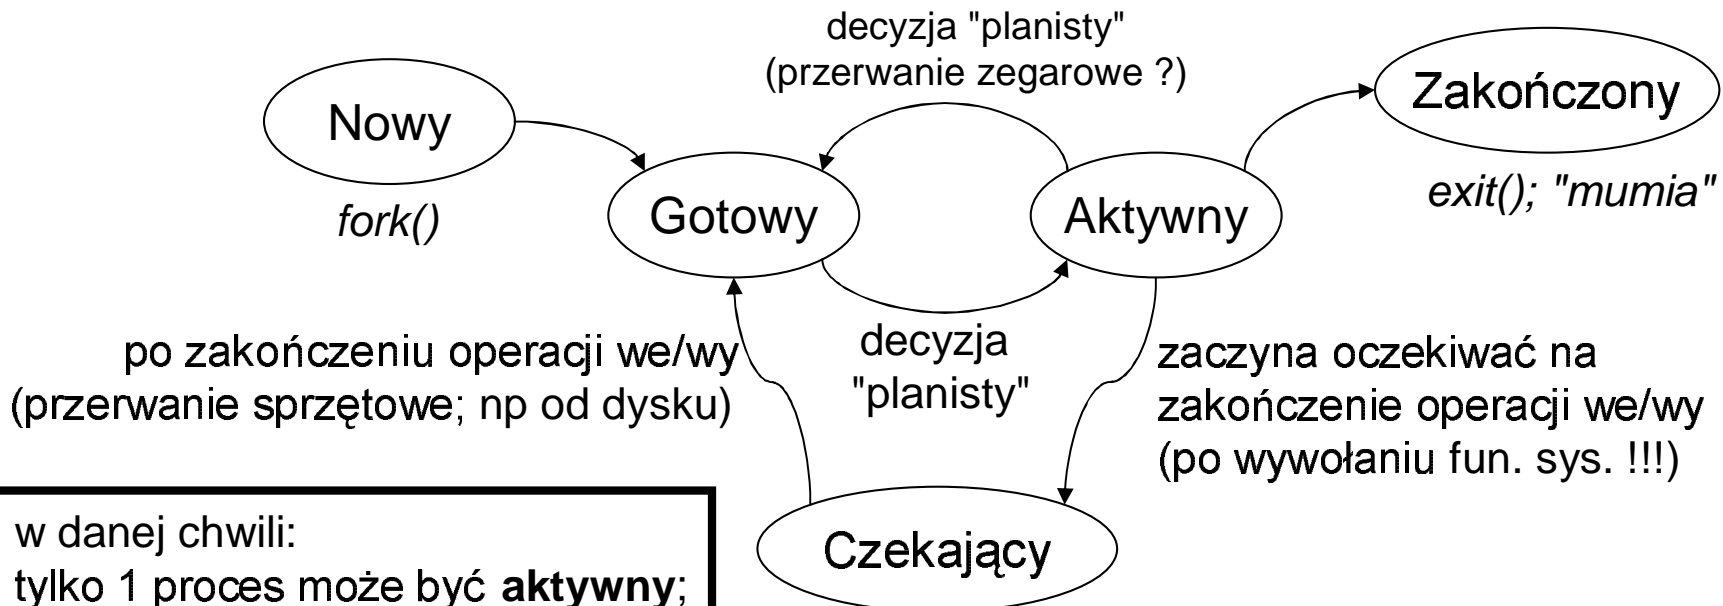 decyzja "planisty"
(przerwanie zegarowe ?)
Nowy
fork()
Gotowy
Aktywny
Zakończony
exit(); "mumia"
po zakończeniu operacji we/wy
(przerwanie sprzętowe; np od dysku)
decyzja
"planisty"
zaczyna oczekiwać na
zakończenie operacji we/wy
(po wywołaniu fun. sys. !!!)
Czekający
w danej chwili:
tylko 1 proces może być aktywny;